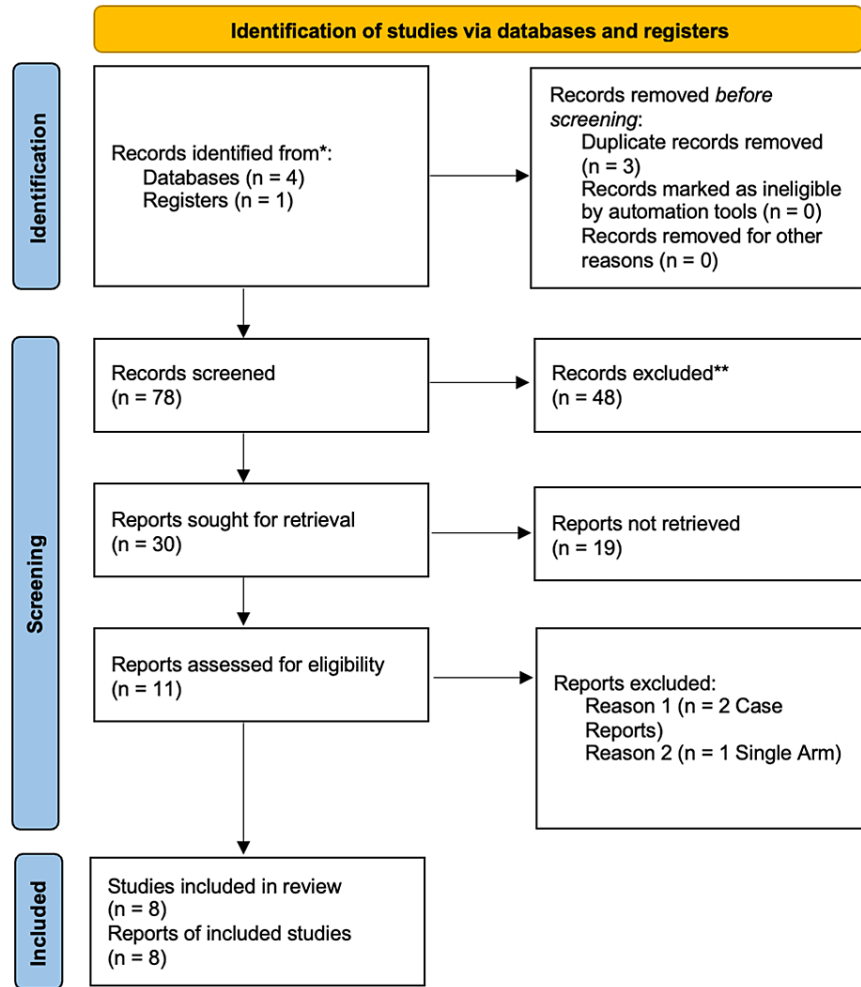 Identification of studies via databases and registers
Identification
Records identified from*:
Databases (n = 4)
Registers (n = 1)
Records removed before
screening:
Duplicate records removed
(n = 3)
Records marked as ineligible
by automation tools (n = 0)
Records removed for other
reasons (n = 0)
Screening
Records screened
(n = 78)
Records excluded**
(n = 48)
Reports sought for retrieval
(n = 30)
Reports not retrieved
(n = 19)
Reports assessed for eligibility
(n = 11)
Reports excluded:
Reason 1 (n = 2 Case
Reports)
Reason 2 (n = 1 Single Arm)
Included
Studies included in review
(n = 8)
Reports of included studies
(n = 8)